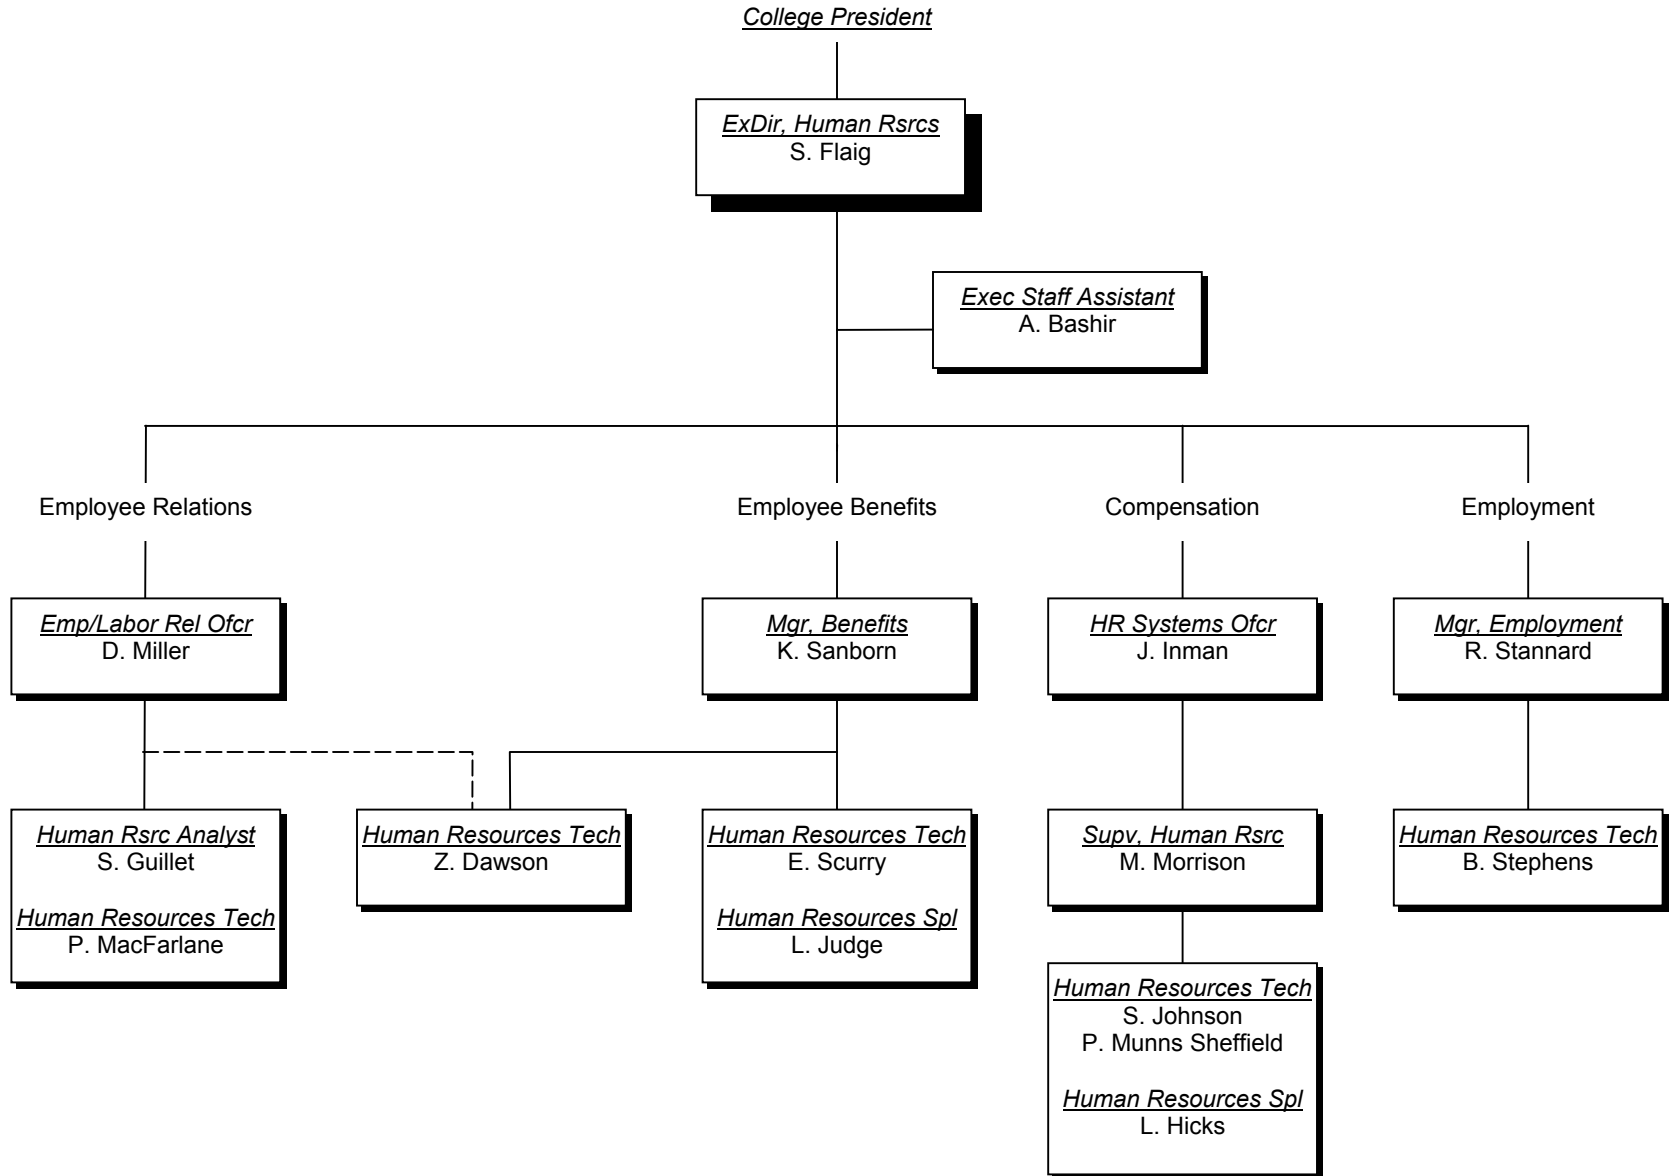 College President
ExDir, Human Rsrcs
S. Flaig
Exec Staff Assistant
A. Bashir
Employee Relations
Employee Benefits
Compensation
Employment
Emp/Labor Rel Ofcr
D. Miller
Mgr, Benefits
K. Sanborn
HR Systems Ofcr
J. Inman
Mgr, Employment
R. Stannard
Human Rsrc Analyst
S. Guillet
Human Resources Tech
P. MacFarlane
Human Resources Tech
Z. Dawson
Human Resources Tech
E. Scurry
Human Resources Spl
L. Judge
Supv, Human Rsrc
M. Morrison
Human Resources Tech
B. Stephens
Human Resources Tech
S. Johnson
P. Munns Sheffield
Human Resources Spl
L. Hicks